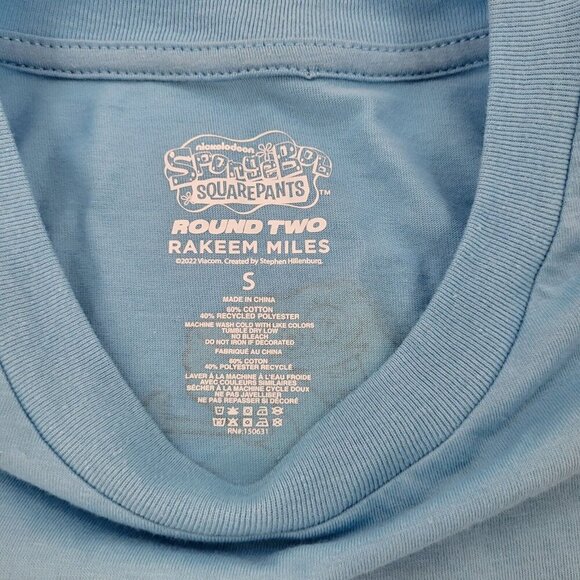 nickelodeon
SpongeBob
SQUAREPANTS™
ROUND TWO
RAKEEM MILES
©2022 Viacom. Created by Stephen Hillenburg.
S
MADE IN CHINA
60% COTTON
40% RECYCLED POLYESTER
MACHINE WASH COLD WITH LIKE COLORS
TUMBLE DRY LOW
NO BLEACH
DO NOT IRON IF DECORATED
FABRIQUÉ AU CHINA
60% COTON
40% POLYESTER RECYCLÉ
LAVER À LA MACHINE À L'EAU FROIDE
AVEC COULEURS SIMILAIRES
SÉCHER À LA MACHINE CYCLE DOUX
NE PAS JAVELLISER
NE PAS REPASSER SI DÉCORÉ
RN#:150631